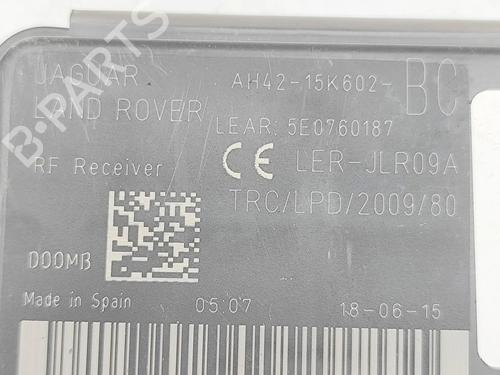 JAGUAR AH42-15K602-BC
LAND ROVER LEAR: 5E0760187
RF Receiver CE LER-JLR09A
TRC/LPD/2009/80
D00MB
Made in Spain 05:07 18-06-15
B-PARTS